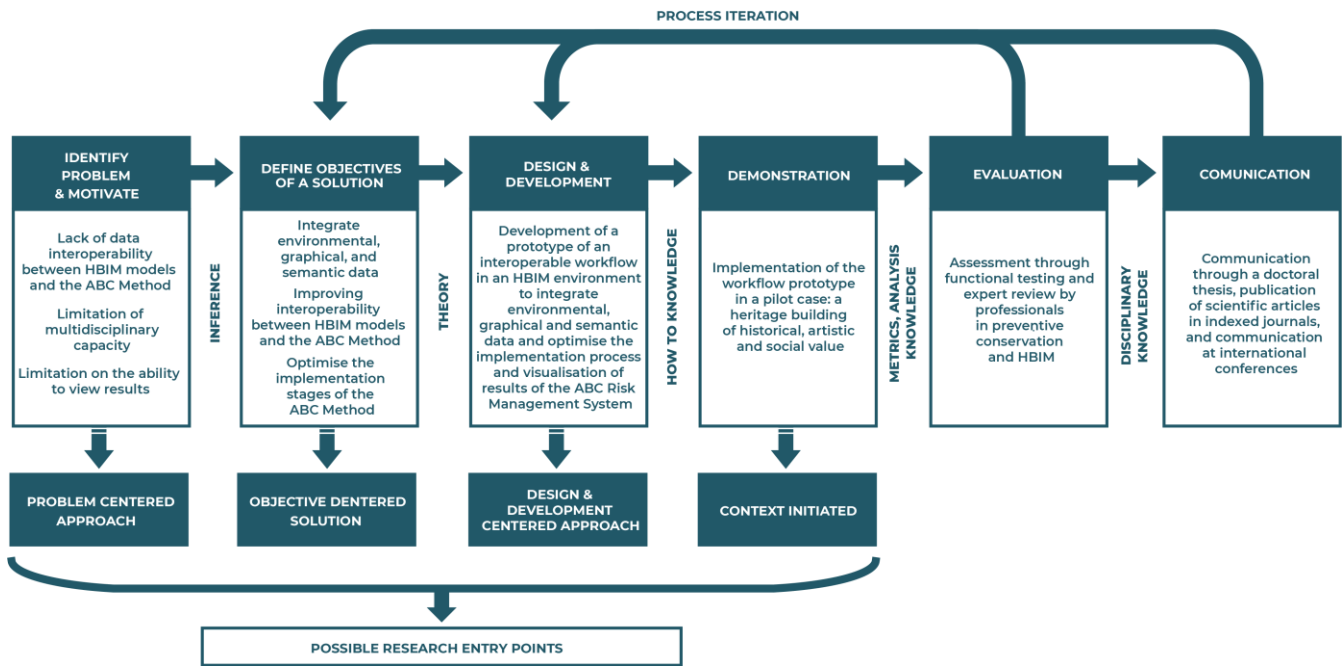 PROCESS ITERATION
IDENTIFY
PROBLEM
& MOTIVATE
Lack of data
interoperability
between HBIM models
and the ABC Method
Limitation of
multidisciplinary
capacity
Limitation on the ability
to view results
INFERENCE
DEFINE OBJECTIVES
OF A SOLUTION
Integrate
environmental,
graphical, and
semantic data
Improving
interoperability
between HBIM models
and the ABC Method
Optimise the
implementation
stages of the
ABC Method
THEORY
DESIGN &
DEVELOPMENT
Development of a
prototype of an
interoperable workflow
in an HBIM environment
to integrate
environmental,
graphical and semantic
data and optimise the
implementation process
and visualisation of
results of the ABC Risk
Management System
HOW TO KNOWLEDGE
DEMONSTRATION
Implementation of the
workflow prototype
in a pilot case: a
heritage building
of historical, artistic
and social value
METRICS, ANALYSIS
KNOWLEDGE
EVALUATION
Assessment through
functional testing and
expert review by
professionals
in preventive
conservation
and HBIM
DISCIPLINARY
KNOWLEDGE
COMUNICATION
Communication
through a doctoral
thesis, publication
of scientific articles
in indexed journals,
and communication
at international
conferences
PROBLEM CENTERED
APPROACH
OBJECTIVE DENTERED
SOLUTION
DESIGN &
DEVELOPMENT
CENTERED APPROACH
CONTEXT INITIATED
POSSIBLE RESEARCH ENTRY POINTS